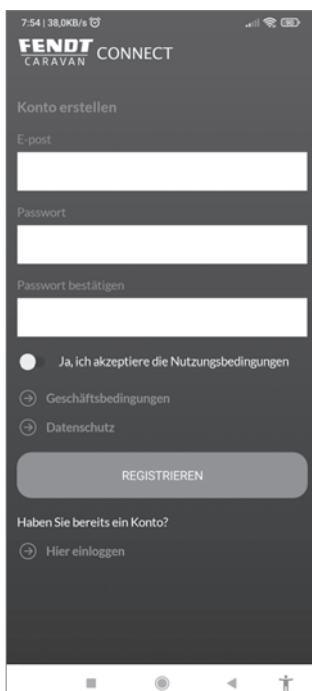 7:54 | 38,0KB/s
FENDT
CARAVAN CONNECT
Konto erstellen
E-post
Passwort
Passwort bestätigen
Ja, ich akzeptiere die Nutzungsbedingungen
Geschäftsbedingungen
Datenschutz
REGISTRIEREN
Haben Sie bereits ein Konto?
Hier einloggen